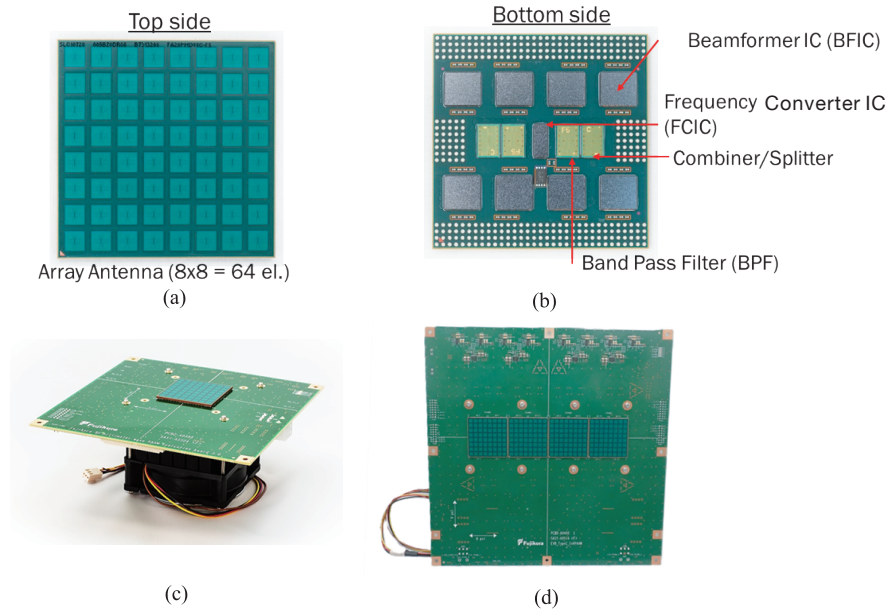 Top side
Array Antenna (8x8 = 64 el.)
(a)
Bottom side
Beamformer IC (BFIC)
Frequency Converter IC
(FCIC)
Combiner/Splitter
Band Pass Filter (BPF)
(b)
Fujikura
(c)
Fujikura
(d)